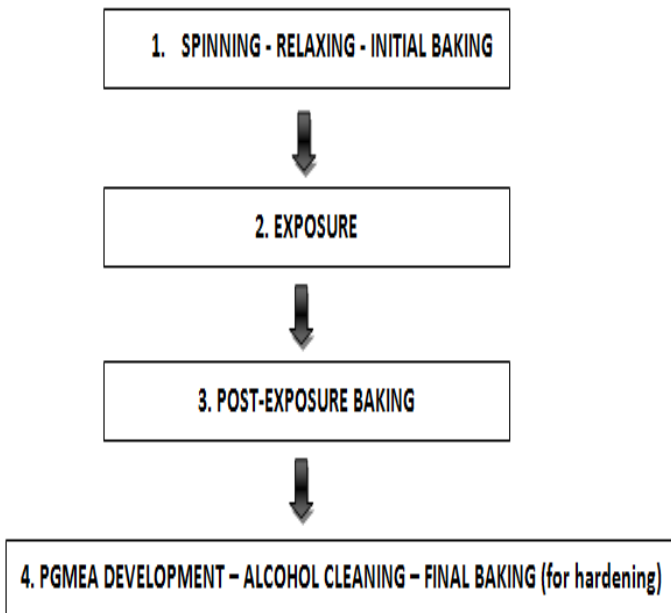 1. SPINNING - RELAXING - INITIAL BAKING
2. EXPOSURE
3. POST-EXPOSURE BAKING
4. PGMEA DEVELOPMENT – ALCOHOL CLEANING – FINAL BAKING (for hardening)